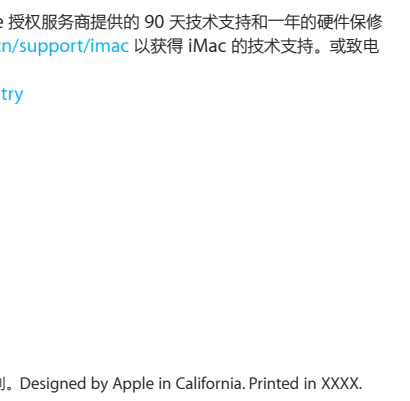 e 授权服务商提供的 90 天技术支持和一年的硬件保修
cn/support/imac 以获得 iMac 的技术支持。或致电
try
。Designed by Apple in California. Printed in XXXX.